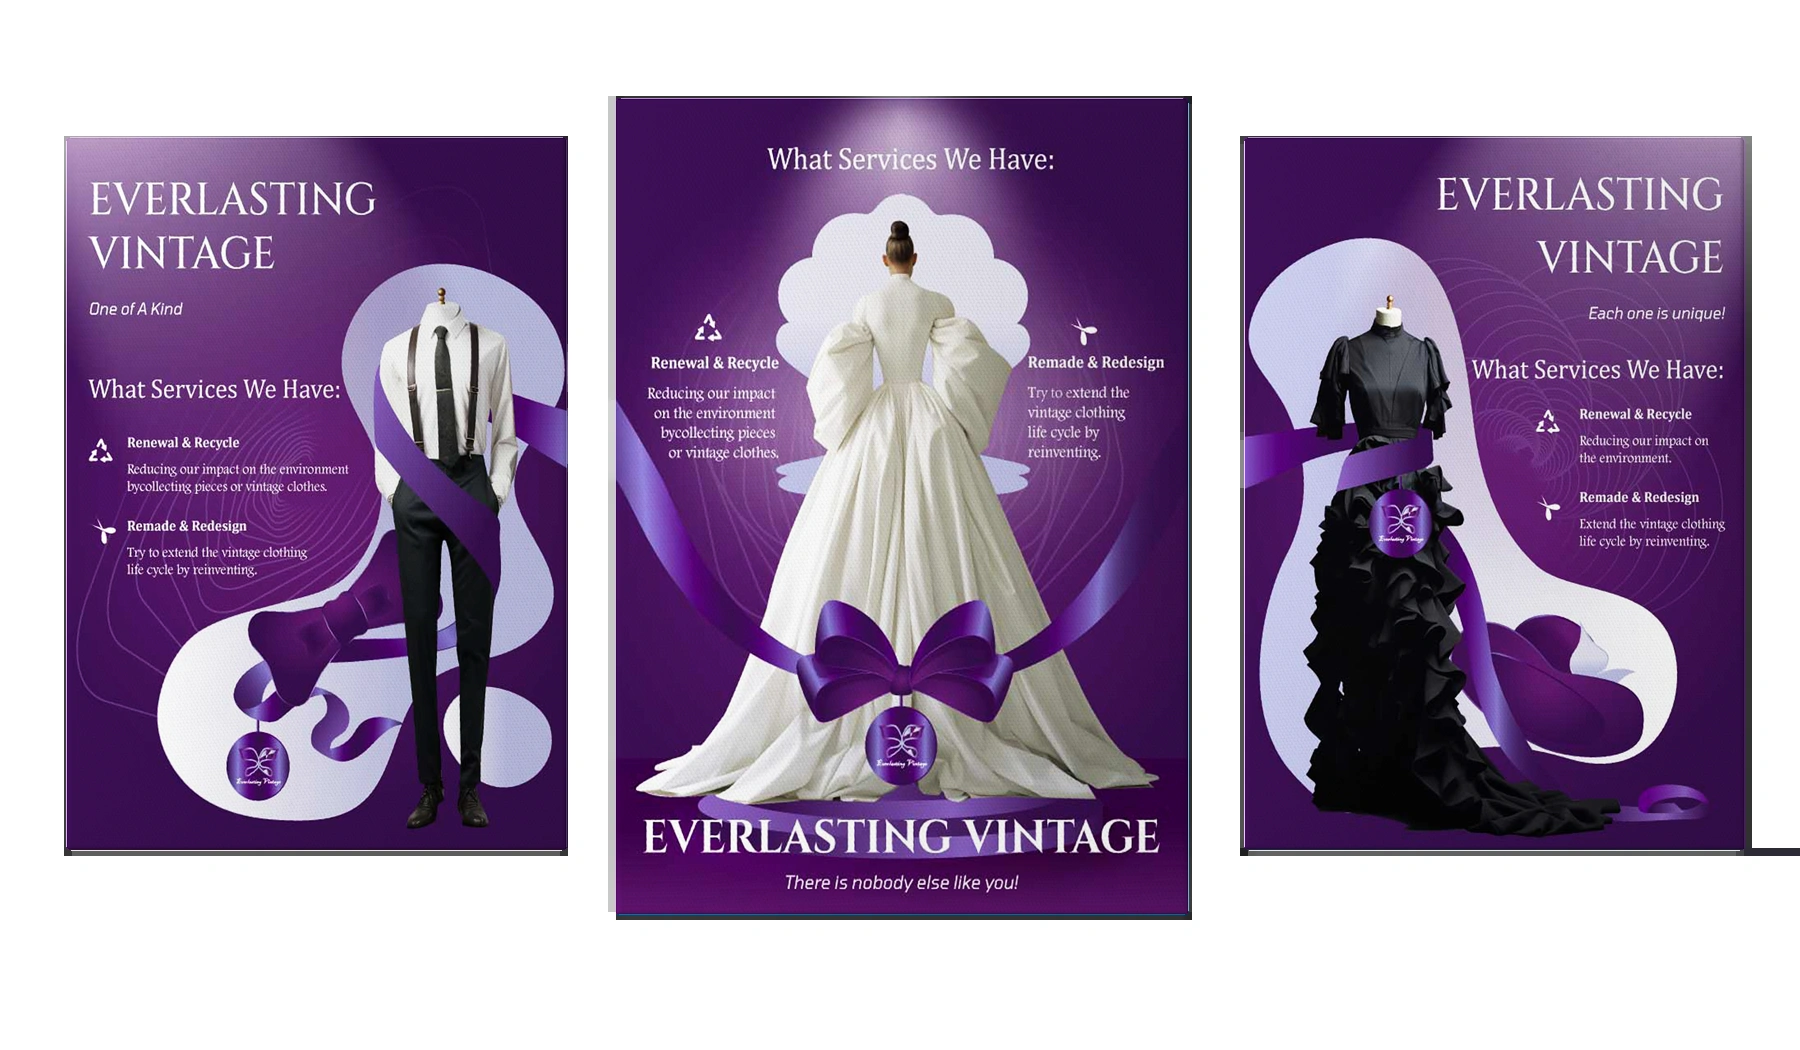 EVERLASTING
VINTAGE
One of A Kind
What Services We Have:
Renewal & Recycle
Reducing our impact on the environment
bycollecting pieces or vintage clothes.
Remade & Redesign
Try to extend the vintage clothing
life cycle by reinventing.
Everlasting Vintage
What Services We Have:
Renewal & Recycle
Reducing our impact
on the environment
bycollecting pieces
or vintage clothes.
Remade & Redesign
Try to extend the
vintage clothing
life cycle by
reinventing.
Everlasting Vintage
EVERLASTING VINTAGE
There is nobody else like you!
EVERLASTING
VINTAGE
Each one is unique!
What Services We Have:
Renewal & Recycle
Reducing our impact on
the environment.
Remade & Redesign
Extend the vintage clothing
life cycle by reinventing.
Everlasting Vintage